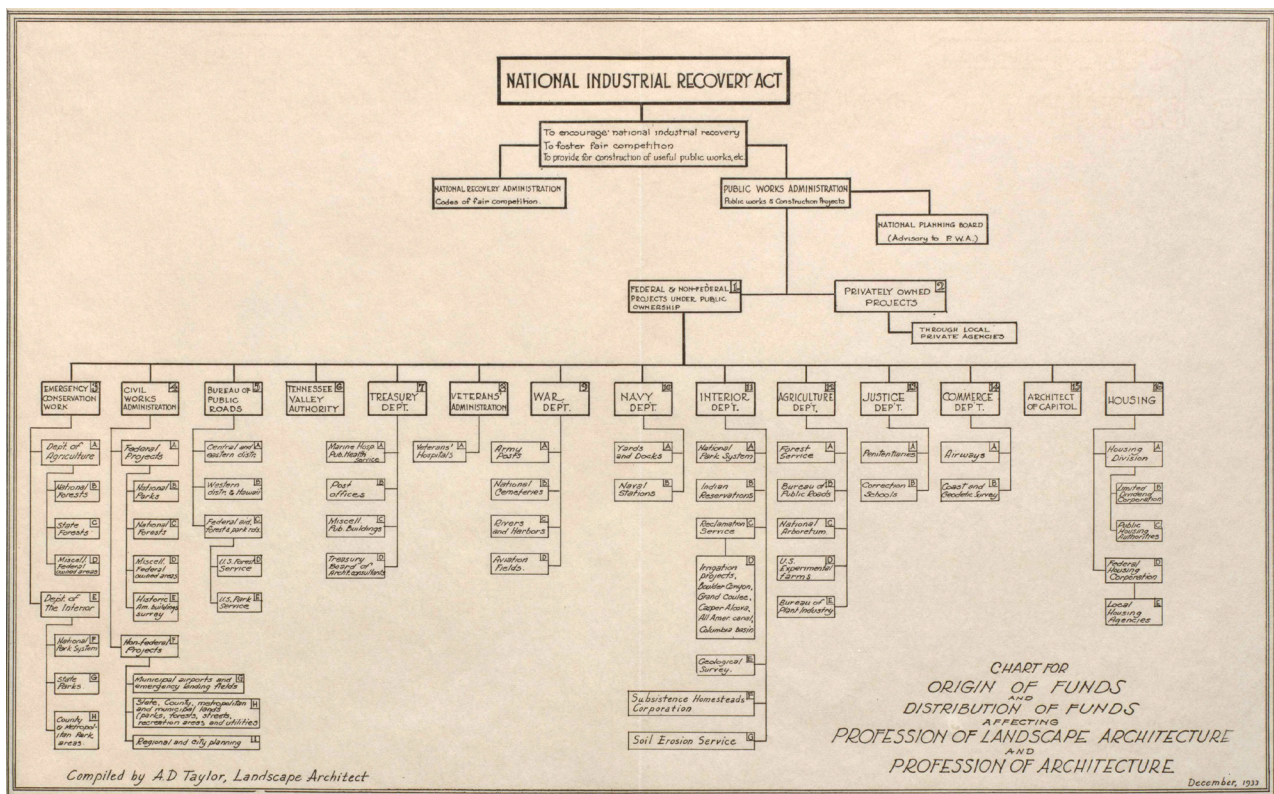 NATIONAL INDUSTRIAL RECOVERY ACT
To encourage national industrial recovery
To foster fair competition
To provide for construction of useful public works, etc.
NATIONAL RECOVERY ADMINISTRATION
Codes of fair competition.
PUBLIC WORKS ADMINISTRATION
Public works & Construction Projects
NATIONAL PLANNING BOARD
(Advisory to P.W.A.)
FEDERAL & NON-FEDERAL 1
PROJECTS UNDER PUBLIC
OWNERSHIP
PRIVATELY OWNED 2
PROJECTS
THROUGH LOCAL
PRIVATE AGENCIES
EMERGENCY 3
CONSERVATION
WORK
Dept. of A
Agriculture
National B
Forests
State C
Forests
Miscell. D
Federal
owned areas
Dept. of E
The Interior
National F
Park System
State G
Parks
County H
& Metropol-
itan Park
areas.
CIVIL 4
WORKS
ADMINISTRATION
Federal A
Projects
National B
Parks
National C
Forests
Miscell. D
Federal
owned areas
Historic E
Am. buildings
survey
Non-federal F
Projects
Municipal airports and G
emergency landing fields
State, County, metropolitan H
and municipal lands
(parks, forests, streets,
recreation areas and utilities
Regional and city planning
BUREAU OF 5
PUBLIC
ROADS
Central and A
eastern distr.
Western B
distr. & Hawaii
Federal aid, C
Forest & park rds.
U.S. Forest D
Service
U.S. Park E
Service
TENNESSEE 6
VALLEY
AUTHORITY
TREASURY 7
DEPT.
Marine Hosp. A
Pub. Health
Service
Post B
offices
Miscell. C
Pub. Buildings
Treasury D
Board of
Archit. consultants
VETERANS' 8
ADMINISTRATION
Veterans' A
Hospitals
WAR 9
DEPT.
Army A
Posts
National B
Cemeteries
Rivers C
and Harbors
Aviation D
Fields.
NAVY 10
DEPT.
Yards A
and Docks
Naval B
Stations
INTERIOR 11
DEPT.
National A
Park System
Indian B
Reservations
Reclamation C
Service
Irrigation D
projects,
Boulder Canyon,
Grand Coulee,
Casper Alcova,
All Amer. canal,
Columbia basin
Geological E
Survey.
Subsistence Homesteads F
Corporation
Soil Erosion Service G
AGRICULTURE 12
DEPT.
Forest A
Service
Bureau of B
Public Roads
National C
Arboretum.
U.S. D
Experimental
farms
Bureau of E
Plant Industry
JUSTICE 13
DEP'T.
Penitentiaries A
Correction B
Schools
COMMERCE 14
DEP'T.
Airways A
Coast and B
Geodetic Survey
ARCHITECT 15
OF CAPITOL
HOUSING 16
Housing A
Division
Limited B
Dividend
Corporation
Public C
Housing
Authorities
Federal D
Housing
Corporation
Local E
Housing
Agencies
CHART FOR
ORIGIN OF FUNDS
AND
DISTRIBUTION OF FUNDS
AFFECTING
PROFESSION OF LANDSCAPE ARCHITECTURE
AND
PROFESSION OF ARCHITECTURE
Compiled by A.D Taylor, Landscape Architect
December, 1933